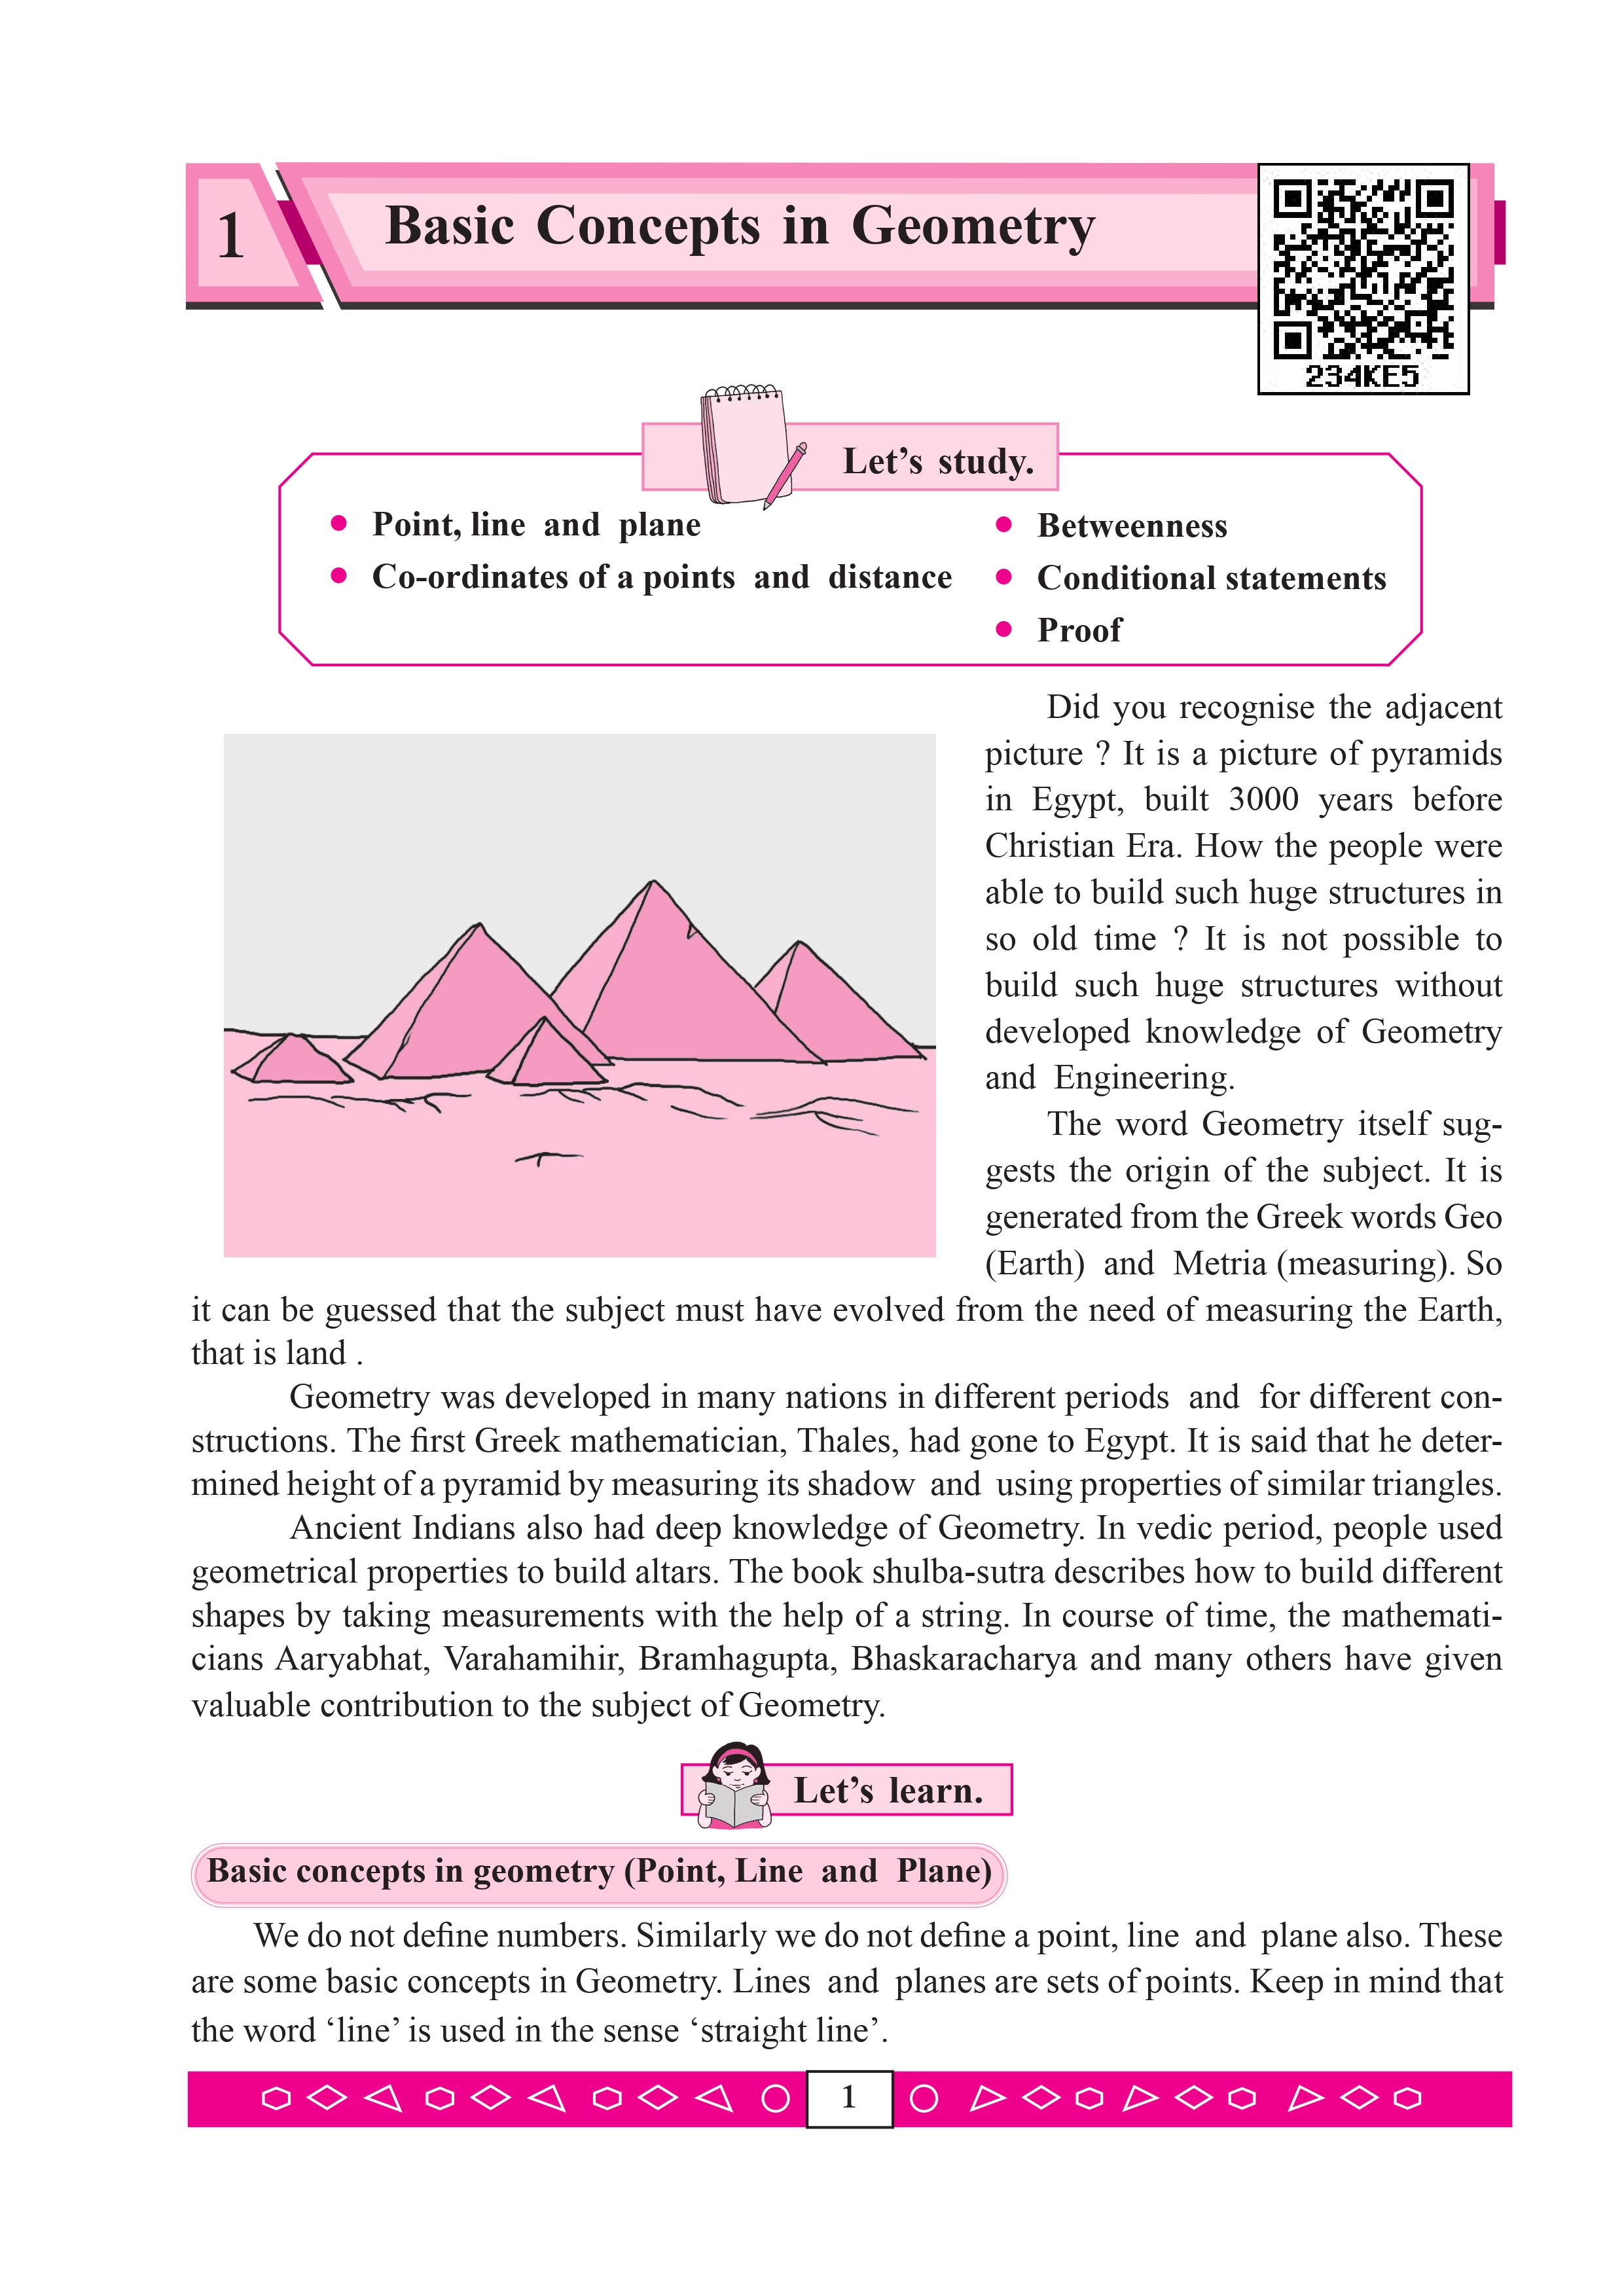 1
Basic Concepts in Geometry
234KE5
Let’s study.
• Point, line and plane
• Co-ordinates of a points and distance
• Betweenness
• Conditional statements
• Proof
Did you recognise the adjacent
picture ? It is a picture of pyramids
in Egypt, built 3000 years before
Christian Era. How the people were
able to build such huge structures in
so old time ? It is not possible to
build such huge structures without
developed knowledge of Geometry
and Engineering.
The word Geometry itself sug-
gests the origin of the subject. It is
generated from the Greek words Geo
(Earth) and Metria (measuring). So
it can be guessed that the subject must have evolved from the need of measuring the Earth,
that is land .
Geometry was developed in many nations in different periods and for different con-
structions. The first Greek mathematician, Thales, had gone to Egypt. It is said that he deter-
mined height of a pyramid by measuring its shadow and using properties of similar triangles.
Ancient Indians also had deep knowledge of Geometry. In vedic period, people used
geometrical properties to build altars. The book shulba-sutra describes how to build different
shapes by taking measurements with the help of a string. In course of time, the mathemati-
cians Aaryabhat, Varahamihir, Bramhagupta, Bhaskaracharya and many others have given
valuable contribution to the subject of Geometry.
Let’s learn.
Basic concepts in geometry (Point, Line and Plane)
We do not define numbers. Similarly we do not define a point, line and plane also. These
are some basic concepts in Geometry. Lines and planes are sets of points. Keep in mind that
the word ‘line’ is used in the sense ‘straight line’.
1